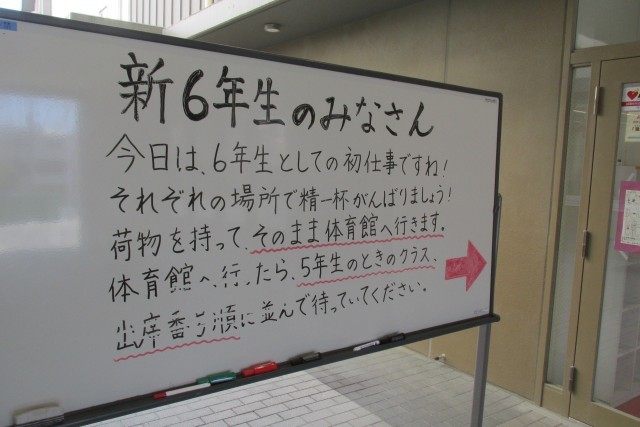 新6年生のみなさん
今日は、6年生としての初仕事ですね!
それぞれの場所で精一杯がんばりましょう!
荷物を持って、そのまま体育館へ行きます。
体育館へ行ったら、5年生のときのクラス、
出席番号順に並んで待っていてください。